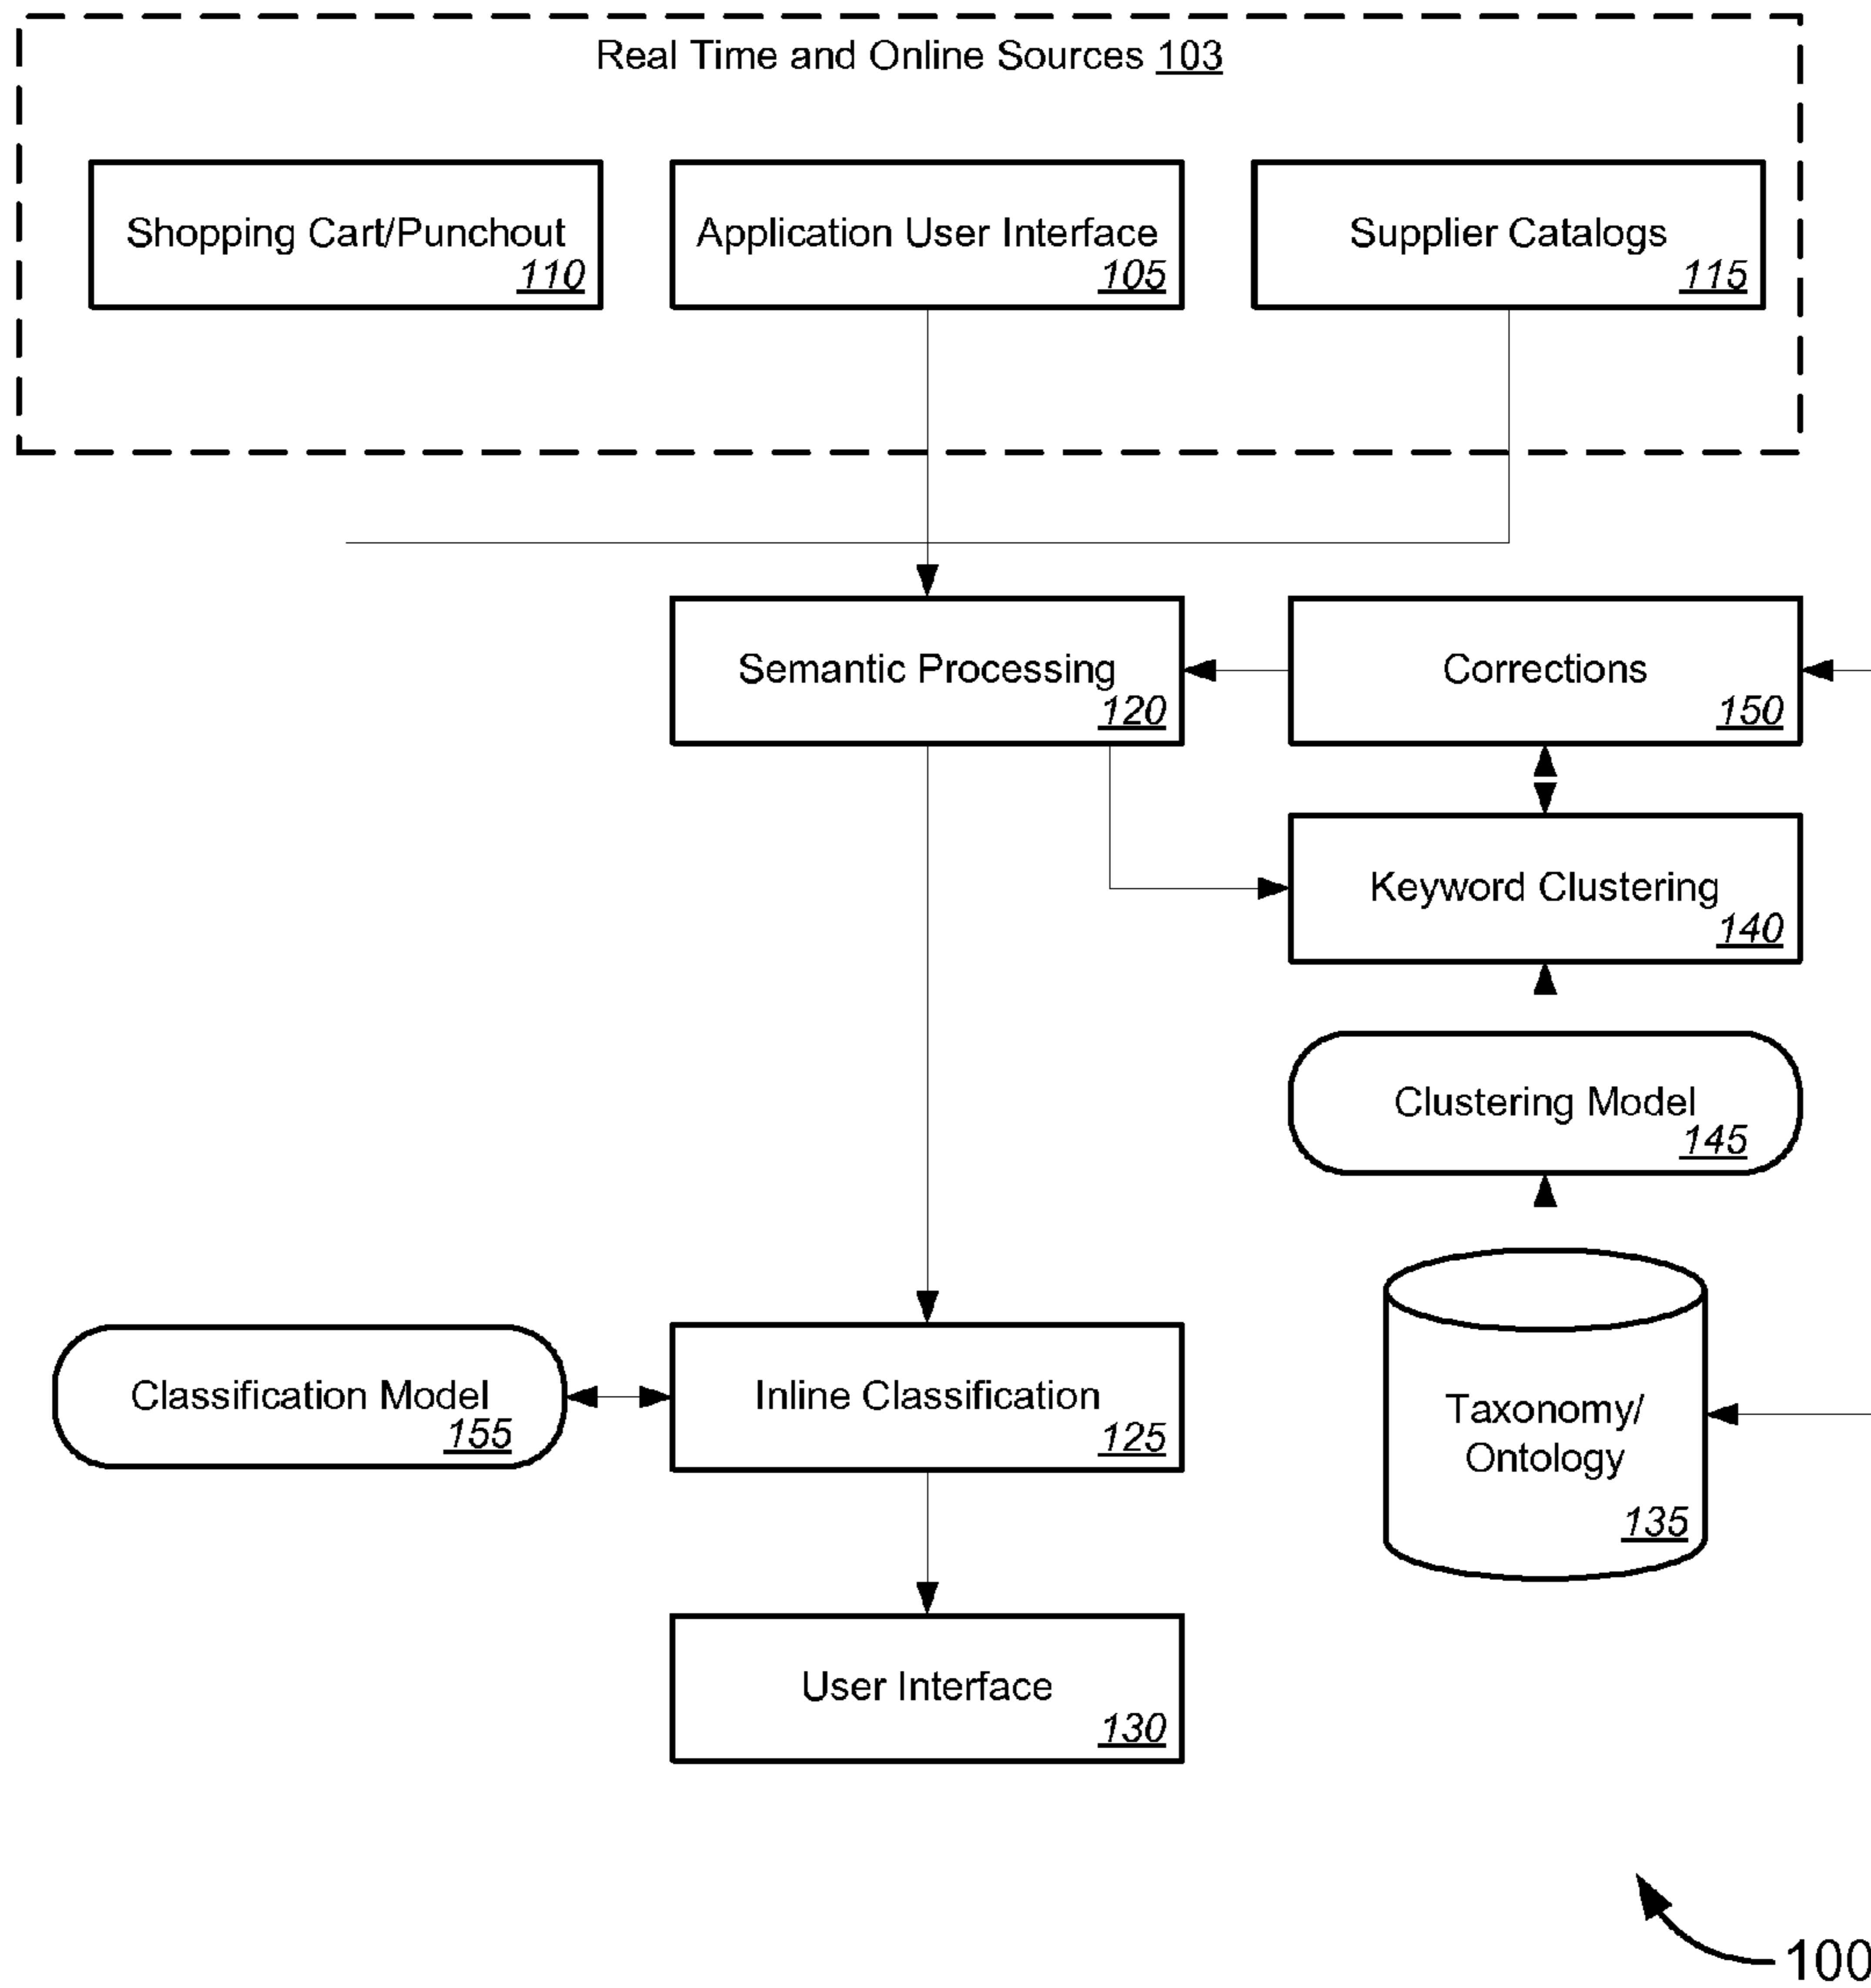 Real Time and Online Sources 103
Shopping Cart/Punchout
110
Application User Interface
105
Supplier Catalogs
115
Semantic Processing
120
Corrections
150
Keyword Clustering
140
Clustering Model
145
Classification Model
155
Inline Classification
125
Taxonomy/
Ontology
135
User Interface
130
100